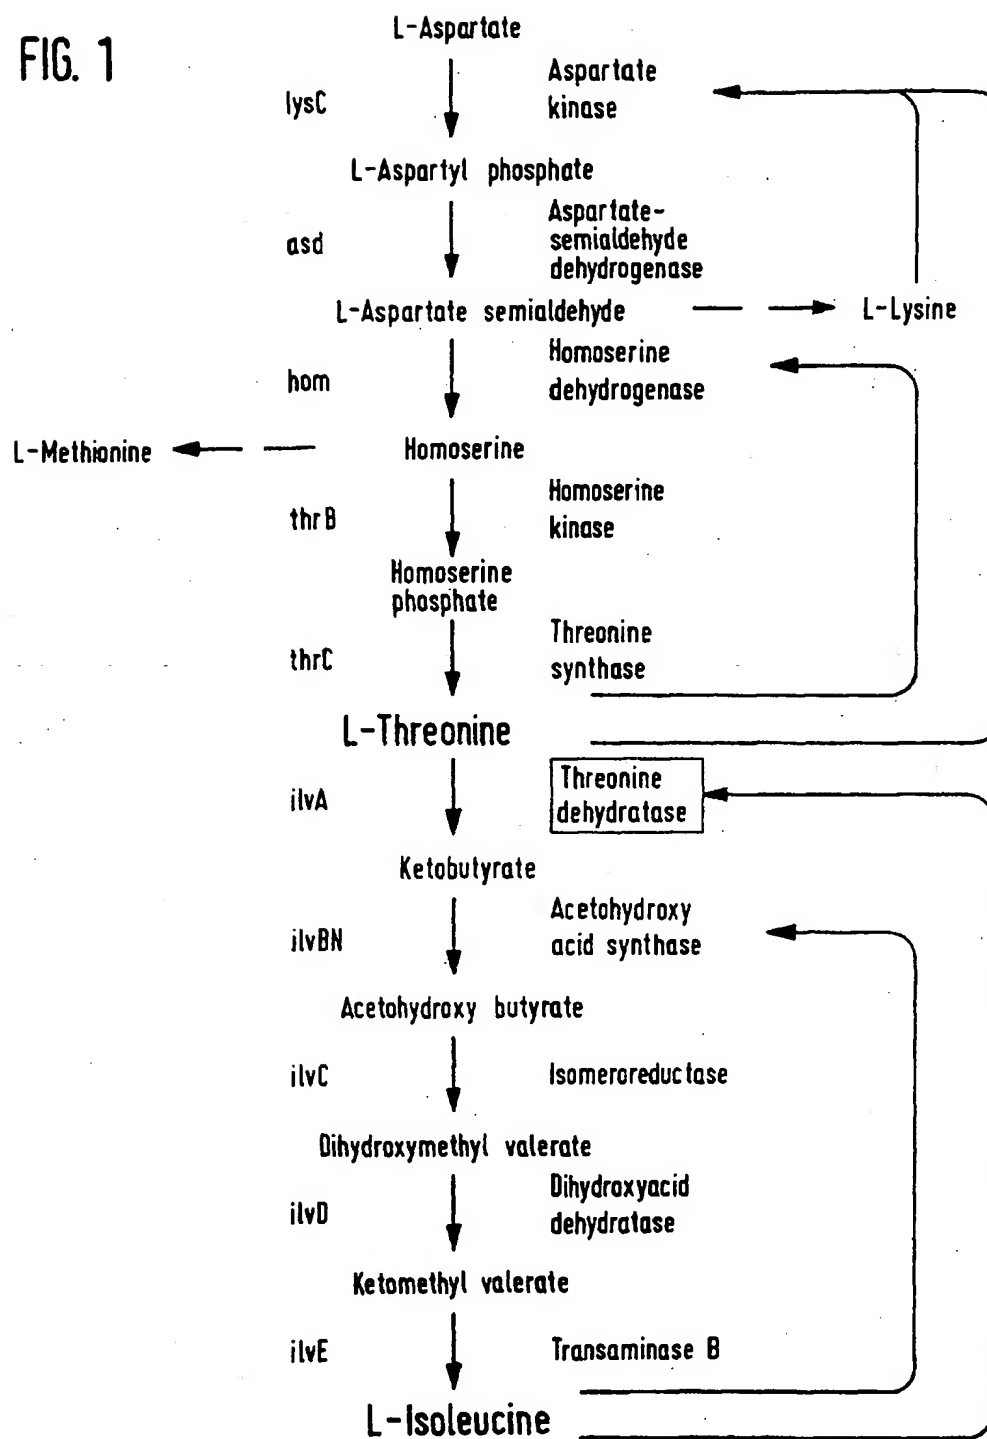 FIG. 1
L-Aspartate
lysC
Aspartate
kinase
L-Aspartyl phosphate
asd
Aspartate-
semialdehyde
dehydrogenase
L-Aspartate semialdehyde
L-Lysine
hom
Homoserine
dehydrogenase
L-Methionine
Homoserine
thrB
Homoserine
kinase
Homoserine
phosphate
thrC
Threonine
synthase
L-Threonine
ilvA
Threonine
dehydratase
Ketobutyrate
ilvBN
Acetohydroxy
acid synthase
Acetohydroxy butyrate
ilvC
Isomeroreductase
Dihydroxymethyl valerate
ilvD
Dihydroxyacid
dehydratase
Ketomethyl valerate
ilvE
Transaminase B
L-Isoleucine